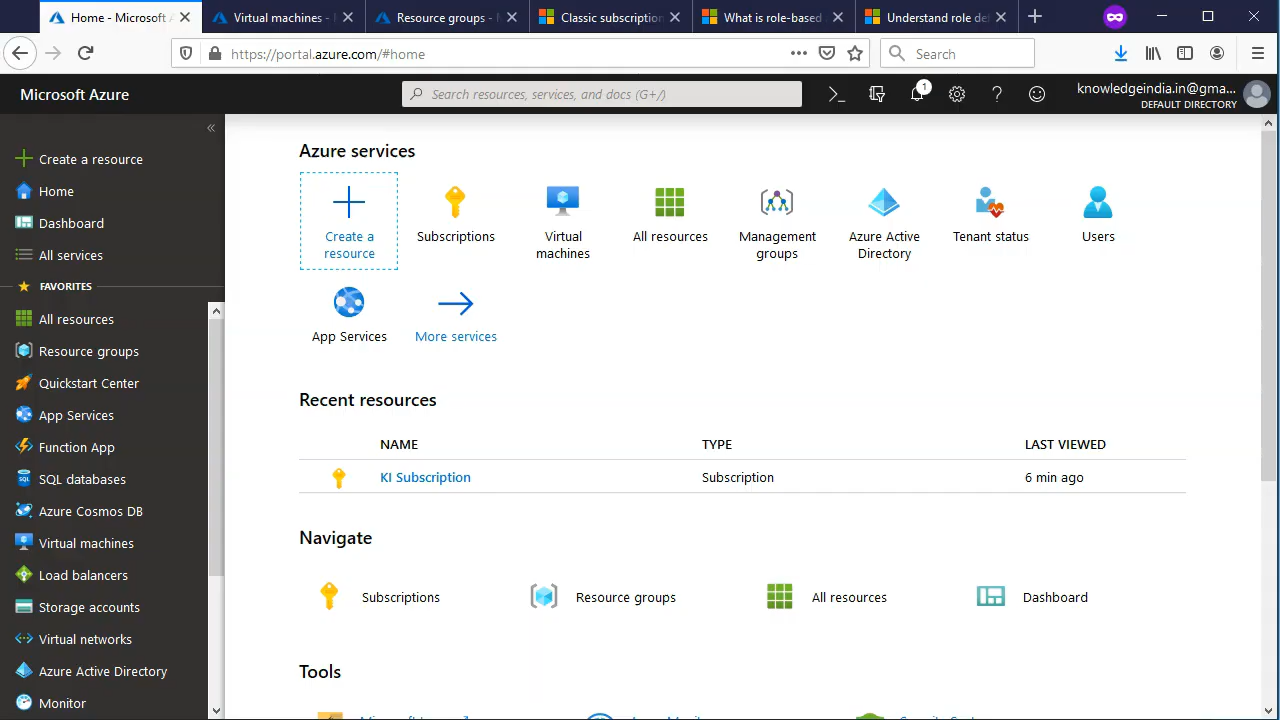 Home - Microsoft A
Virtual machines -
Resource groups -
Classic subscription
What is role-based
Understand role de
https://portal.azure.com/#home
Search
Microsoft Azure
Search resources, services, and docs (G+/)
1
knowledgeindia.in@gma...
DEFAULT DIRECTORY
Create a resource
Home
Dashboard
All services
FAVORITES
All resources
Resource groups
Quickstart Center
App Services
Function App
SQL databases
Azure Cosmos DB
Virtual machines
Load balancers
Storage accounts
Virtual networks
Azure Active Directory
Monitor
Azure services
Create a
resource
Subscriptions
Virtual
machines
All resources
Management
groups
Azure Active
Directory
Tenant status
Users
App Services
More services
Recent resources
NAME TYPE LAST VIEWED
KI Subscription Subscription 6 min ago
Navigate
Subscriptions
Resource groups
All resources
Dashboard
Tools